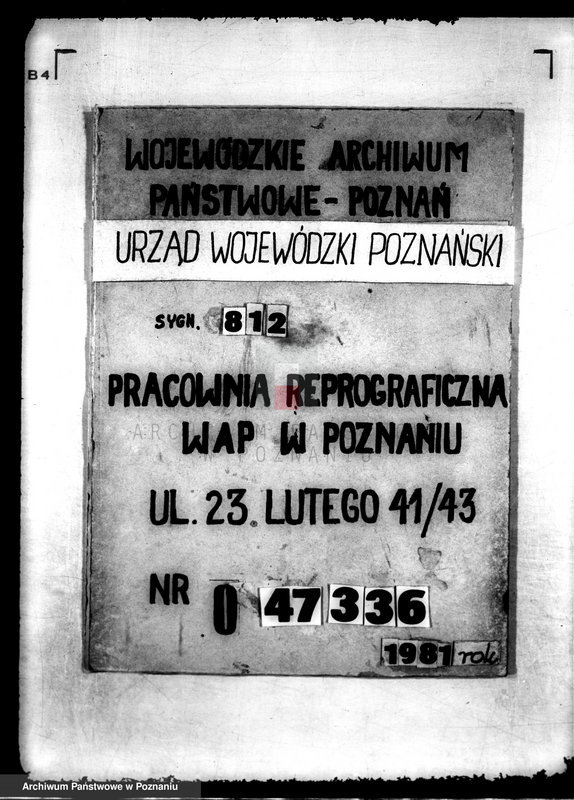 B4
WOJEWÓDZKIE ARCHIWUM
PAŃSTWOWE - POZNAŃ
URZĄD WOJEWÓDZKI POZNAŃSKI
SYGN. 812
PRACOWNIA REPROGRAFICZNA
WAP W POZNANIU
UL. 23 LUTEGO 41/43
NR 0 47336
1981 rok
Archiwum Państwowe w Poznaniu